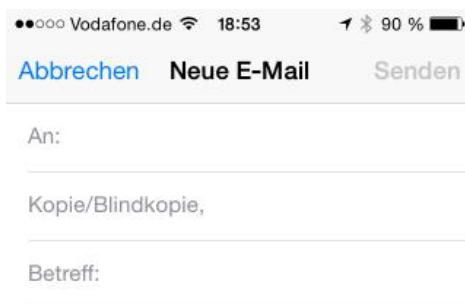 Vodafone.de 18:53 90 %
Abbrechen Neue E-Mail Senden
An:
Kopie/Blindkopie,
Betreff: